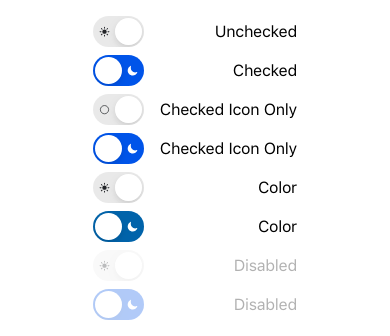 Unchecked
Checked
Checked Icon Only
Checked Icon Only
Color
Color
Disabled
Disabled